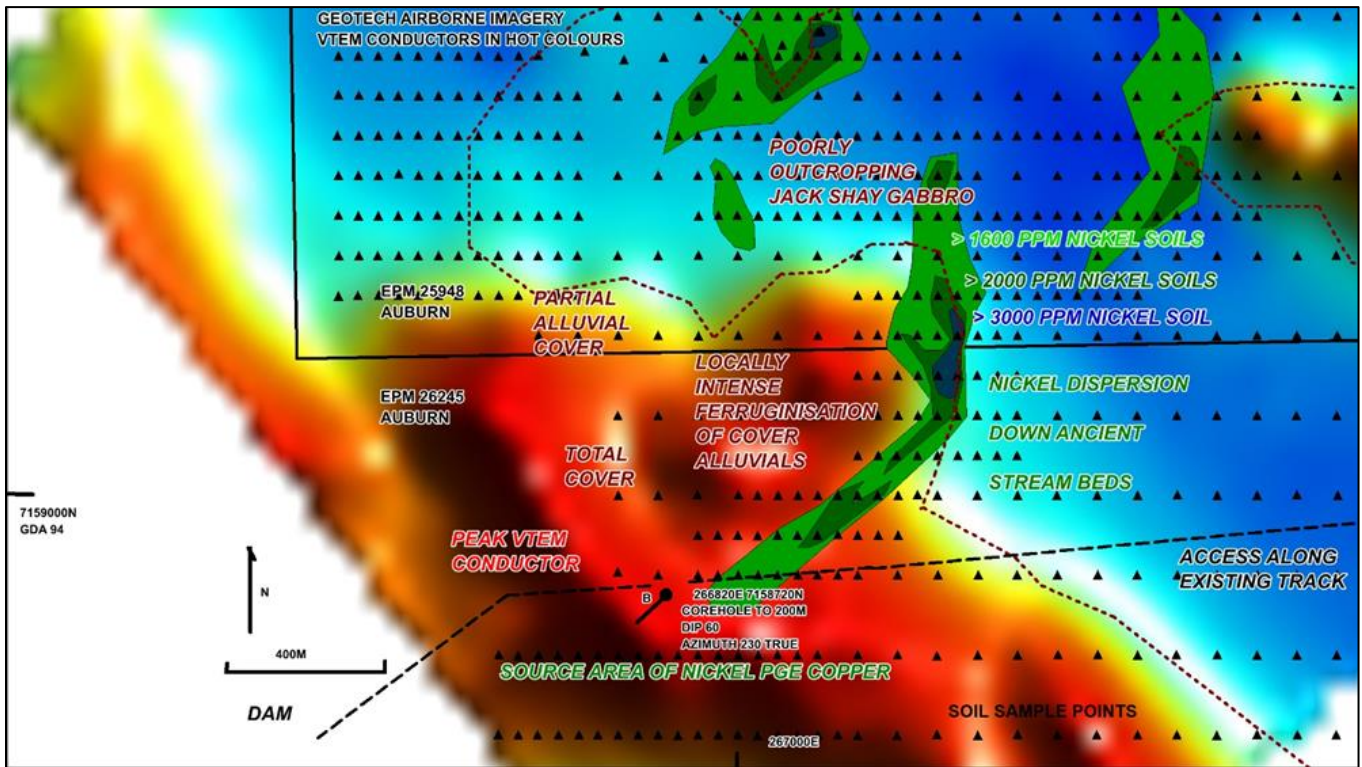 GEOTECH AIRBORNE IMAGERY
VTEM CONDUCTORS IN HOT COLOURS
POORLY
OUTCROPPING
JACK SHAY GABBRO
> 1600 PPM NICKEL SOILS
> 2000 PPM NICKEL SOILS
> 3000 PPM NICKEL SOIL
EPM 25948
AUBURN
PARTIAL
ALLUVIAL
COVER
EPM 26245
AUBURN
LOCALLY
INTENSE
FERRUGINISATION
OF COVER
ALLUVIALS
NICKEL DISPERSION
DOWN ANCIENT
STREAM BEDS
TOTAL
COVER
7159000N
GDA 94
PEAK VTEM
CONDUCTOR
ACCESS ALONG
EXISTING TRACK
N
B
266820E 7158720N
COREHOLE TO 200M
DIP 60
AZIMUTH 230 TRUE
400M
SOURCE AREA OF NICKEL PGE COPPER
DAM
SOIL SAMPLE POINTS
267000E